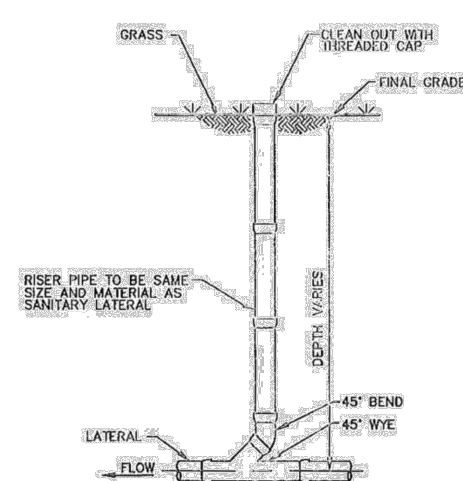 GRASS
CLEAN OUT WITH
THREADED CAP
FINAL GRADE
RISER PIPE TO BE SAME
SIZE AND MATERIAL AS
SANITARY LATERAL
DEPTH VARIES
45° BEND
45° WYE
LATERAL
FLOW